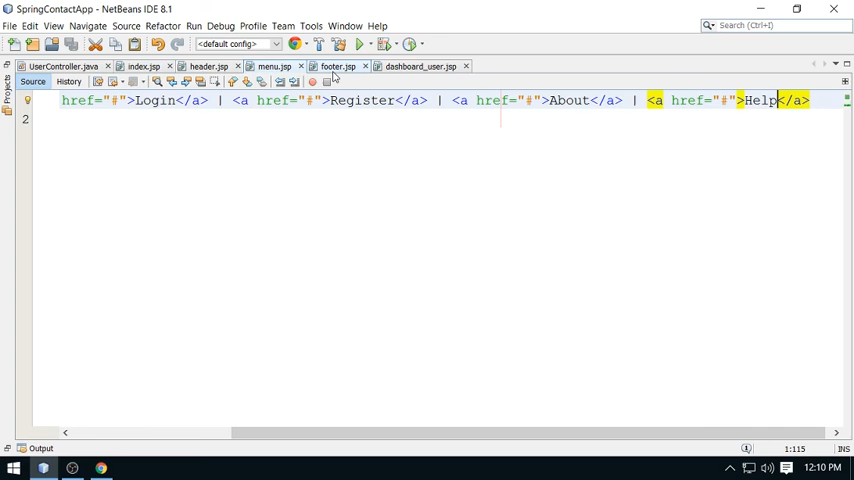 SpringContactApp - NetBeans IDE 8.1
File Edit View Navigate Source Refactor Run Debug Profile Team Tools Window Help
Search (Ctrl+I)
<default config>
UserController.java index.jsp header.jsp menu.jsp footer.jsp dashboard_user.jsp
Projects
Source History
href="#">Login</a> | <a href="#">Register</a> | <a href="#">About</a> | <a href="#">Help</a>
2
Output
1:115 INS
12:10 PM